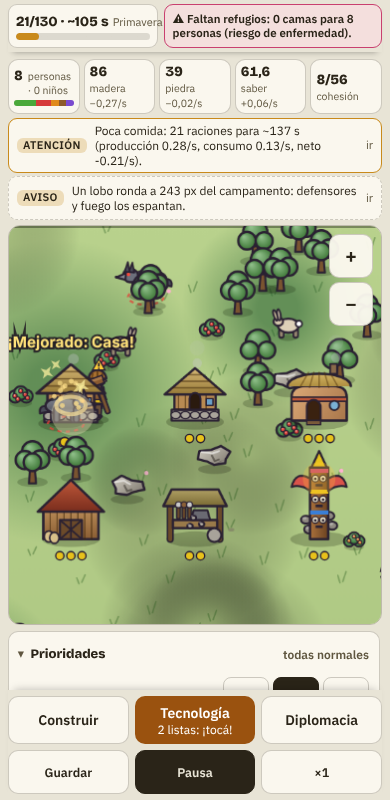 21/130 · ~105 s Primavera
⚠ Faltan refugios: 0 camas para 8
personas (riesgo de enfermedad).
8 personas
· 0 niños
86
madera
−0,27/s
39
piedra
−0,02/s
61,6
saber
+0,06/s
8/56
cohesión
ATENCIÓN
Poca comida: 21 raciones para ~137 s
(producción 0.28/s, consumo 0.13/s, neto
-0.21/s).
ir
AVISO
Un lobo ronda a 243 px del campamento: defensores
y fuego los espantan.
ir
+
−
¡Mejorado: Casa!
▼ Prioridades
todas normales
Construir
Tecnología
2 listas: ¡tocá!
Diplomacia
Guardar
Pausa
×1